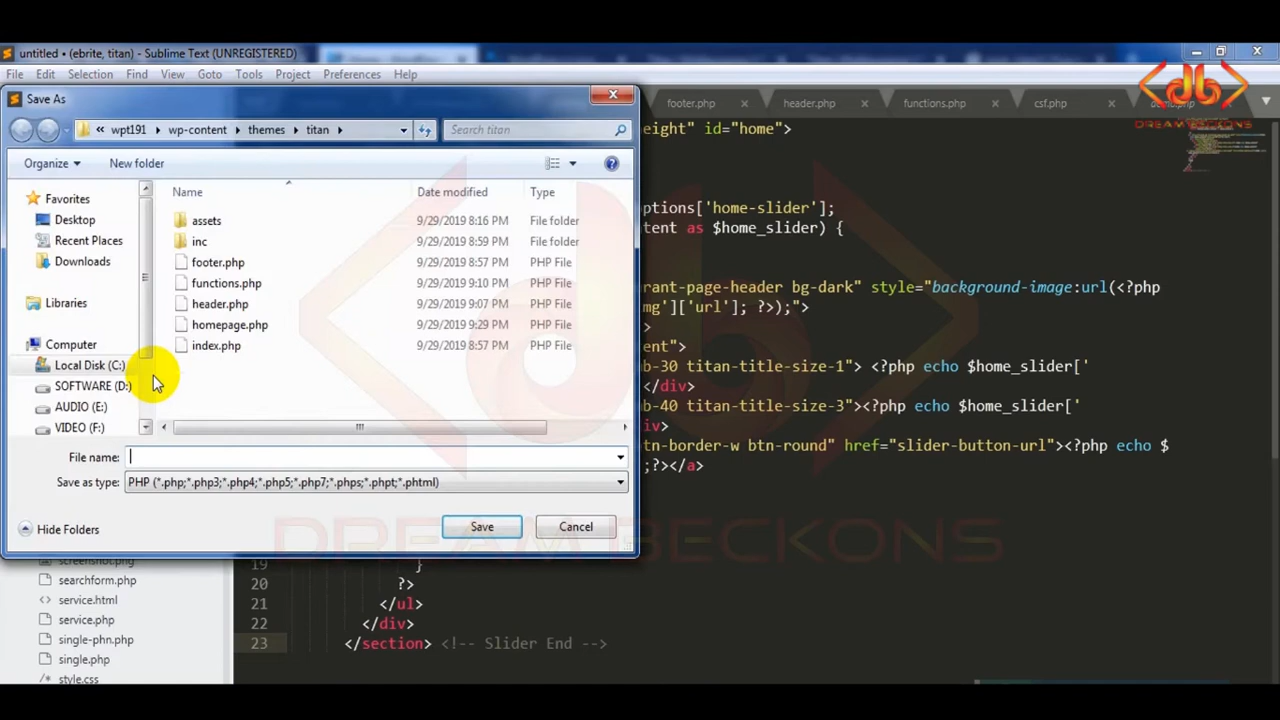 untitled • (ebrite, titan) - Sublime Text (UNREGISTERED)
File Edit Selection Find View Goto Tools Project Preferences Help
Save As
« wpt191 ▸ wp-content ▸ themes ▸ titan ▸
Search titan
Organize New folder
Name Date modified Type
Favorites
Desktop
Recent Places
Downloads
Libraries
Computer
Local Disk (C:)
SOFTWARE (D:)
AUDIO (E:)
VIDEO (F:)
assets 9/29/2019 8:16 PM File folder
inc 9/29/2019 8:59 PM File folder
footer.php 9/29/2019 8:57 PM PHP File
functions.php 9/29/2019 9:10 PM PHP File
header.php 9/29/2019 9:07 PM PHP File
homepage.php 9/29/2019 9:29 PM PHP File
index.php 9/29/2019 8:57 PM PHP File
File name:
Save as type: PHP (*.php;*.php3;*.php4;*.php5;*.php7;*.phps;*.phpt;*.phtml)
Hide Folders Save Cancel
footer.php header.php functions.php csf.php
DREAM BECKONS
eight" id="home">
options['home-slider'];
tent as $home_slider) {
rant-page-header bg-dark" style="background-image:url(<?php
mg']['url']; ?>);">
>
ent">
b-30 titan-title-size-1"> <?php echo $home_slider['
</div>
b-40 titan-title-size-3"><?php echo $home_slider['
iv>
tn-border-w btn-round" href="slider-button-url"><?php echo $
;?></a>
DREAM BECKONS
19 }
20 ?>
21 </ul>
22 </div>
23 </section> <!-- Slider End -->
screenshot.png
searchform.php
service.html
service.php
single-phn.php
single.php
style.css